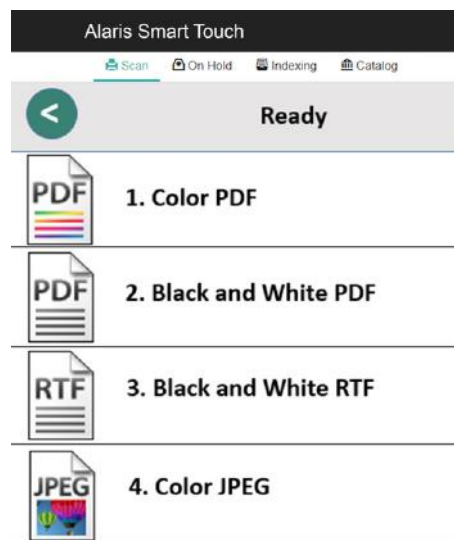 Alaris Smart Touch
Scan On Hold Indexing Catalog
< Ready
PDF 1. Color PDF
PDF 2. Black and White PDF
RTF 3. Black and White RTF
JPEG 4. Color JPEG